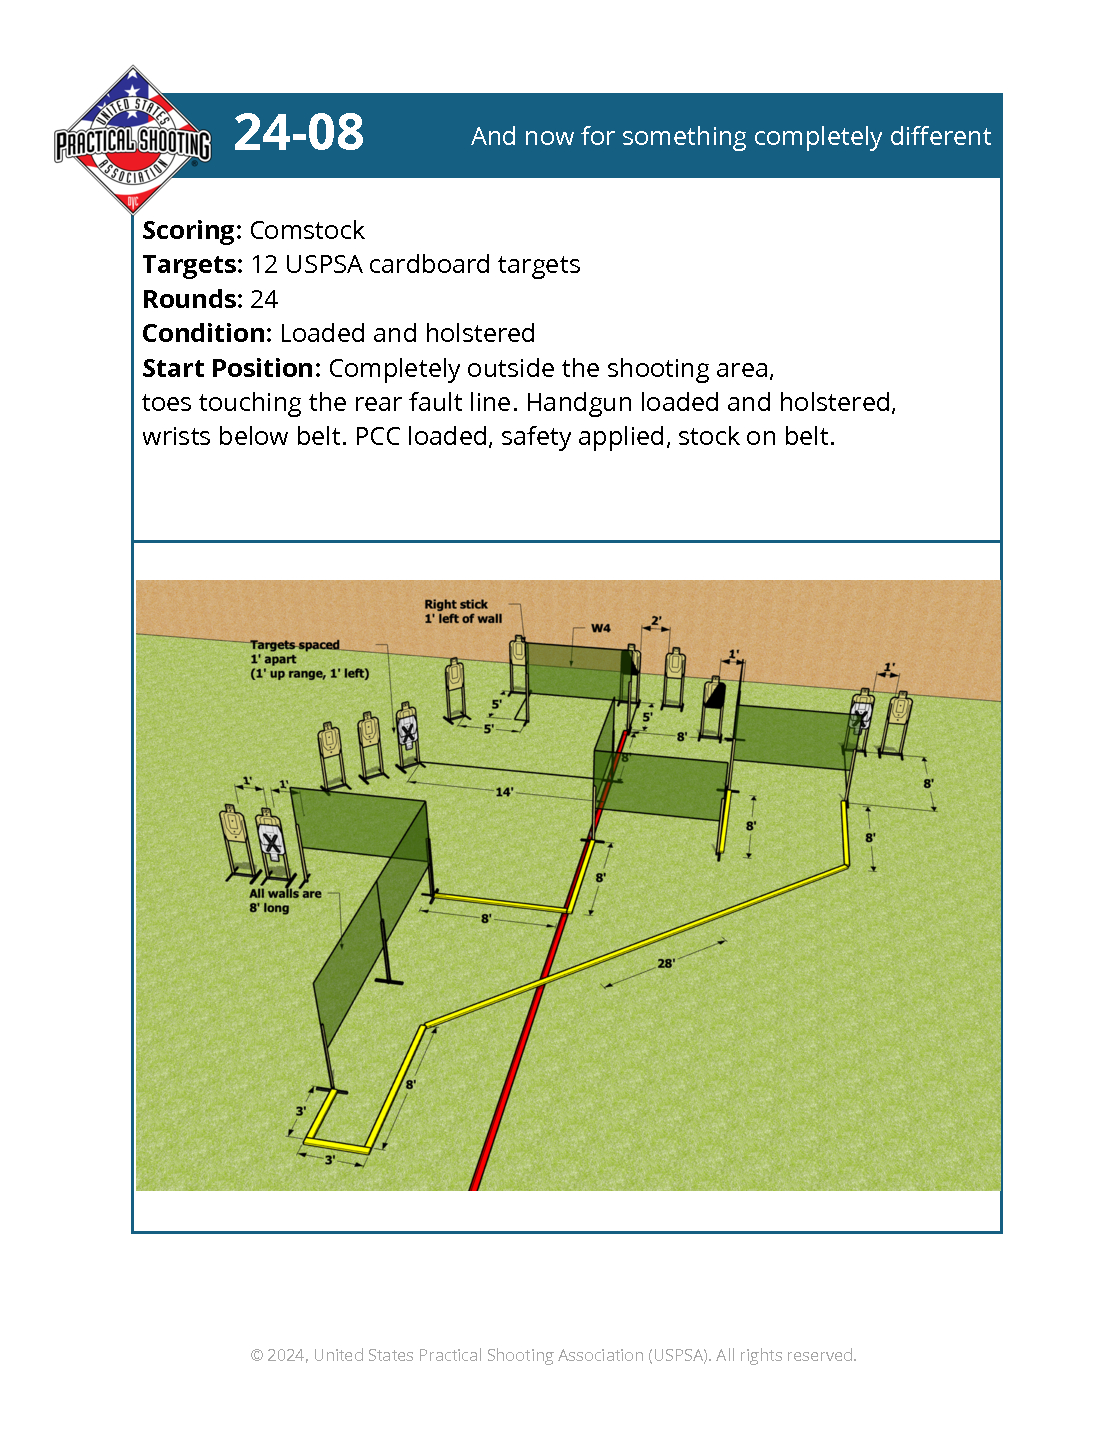 UNITED STATES
PRACTICAL SHOOTING
ASSOCIATION
DVC
24-08
And now for something completely different
Scoring: Comstock
Targets: 12 USPSA cardboard targets
Rounds: 24
Condition: Loaded and holstered
Start Position: Completely outside the shooting area,
toes touching the rear fault line. Handgun loaded and holstered,
wrists below belt. PCC loaded, safety applied, stock on belt.
Right stick
1' left of wall
W4
2'
Targets spaced
1' apart
(1' up range, 1' left)
1'
1'
5'
5'
5'
8'
8'
8'
14'
1'
1'
8'
8'
8'
All walls are
8' long
8'
28'
8'
3'
3'
© 2024, United States Practical Shooting Association (USPSA). All rights reserved.